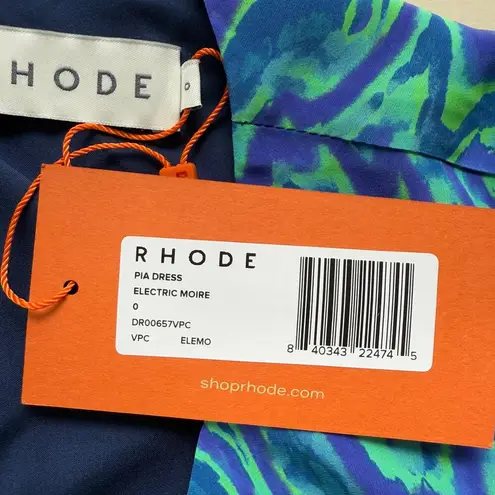 RHODE
0
RHODE
PIA DRESS
ELECTRIC MOIRE
0
DR00657VPC
VPC ELEMO
8 40343 22474 5
shoprhode.com